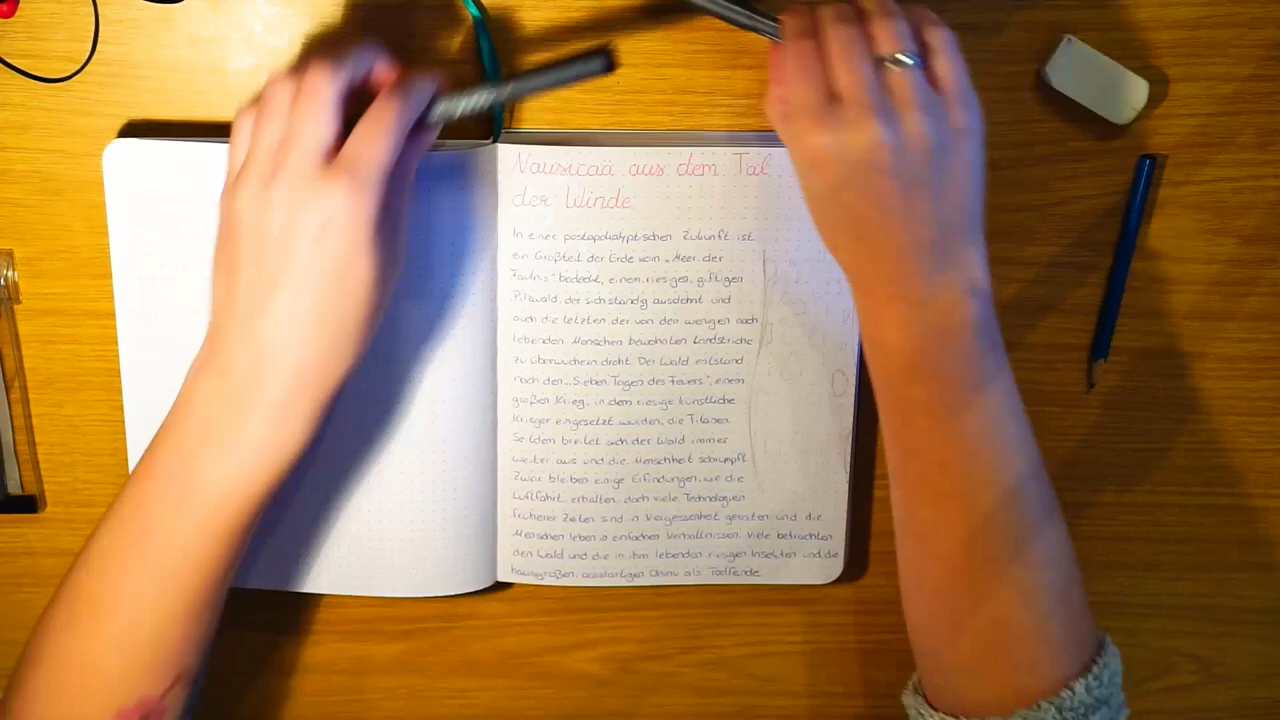 Nausicaä aus dem Tal
der Winde
In einer postapokalyptischen Zukunft ist
ein Großteil der Erde vom „Meer der
Fäulnis" bedeckt, einem riesigen, giftigen
Pilzwald, der sich ständig ausdehnt und
auch die letzten der von den wenigen noch
lebenden Menschen bewohnten Landstriche
zu überwuchern droht. Der Wald entstand
nach den „Sieben Tagen des Feuers", einem
großen Krieg, in dem riesige künstliche
Krieger eingesetzt wurden, die Titanen.
Seitdem breitet sich der Wald immer
weiter aus und die Menschheit schrumpft.
Zwar bleiben einige Erfindungen, wie die
Luftfahrt erhalten, doch viele Technologien
früherer Zeiten sind in Vergessenheit geraten und die
Menschen leben in einfachen Verhältnissen. Viele betrachten
den Wald und die in ihm lebenden riesigen Insekten und die
hausgroßen, asselartigen Ohmu als Todfeinde